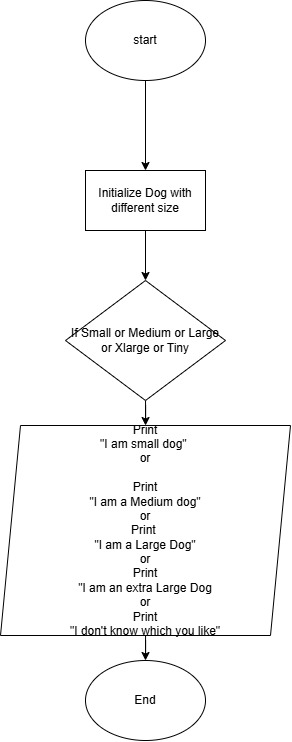 start
Initialize Dog with
different size
If Small or Medium or Large
or Xlarge or Tiny
Print
"I am small dog"
or
Print
"I am a Medium dog"
or
Print
"I am a Large Dog"
or
Print
"I am an extra Large Dog
or
Print
"I don't know which you like"
End